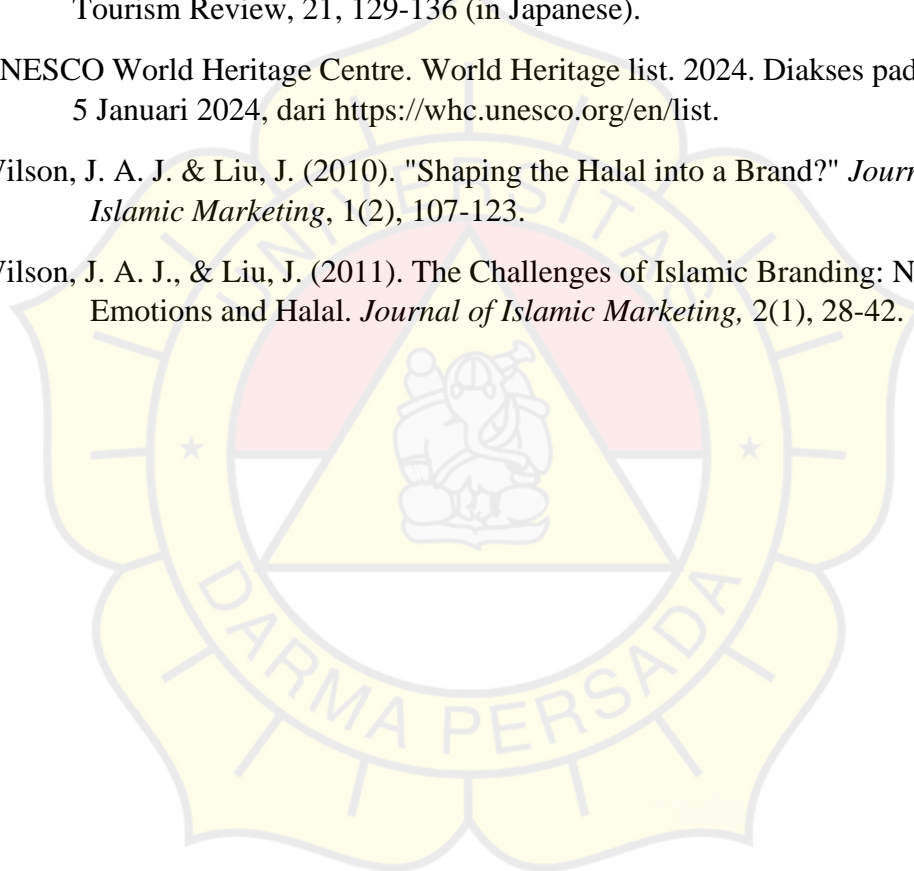 Tourism Review, 21, 129-136 (in Japanese).
NESCO World Heritage Centre. World Heritage list. 2024. Diakses pad
5 Januari 2024, dari https://whc.unesco.org/en/list.
Wilson, J. A. J. & Liu, J. (2010). "Shaping the Halal into a Brand?" Journ
Islamic Marketing, 1(2), 107-123.
Wilson, J. A. J., & Liu, J. (2011). The Challenges of Islamic Branding: N
Emotions and Halal. Journal of Islamic Marketing, 2(1), 28-42.
UNIVERSITAS
DARMA PERSADA